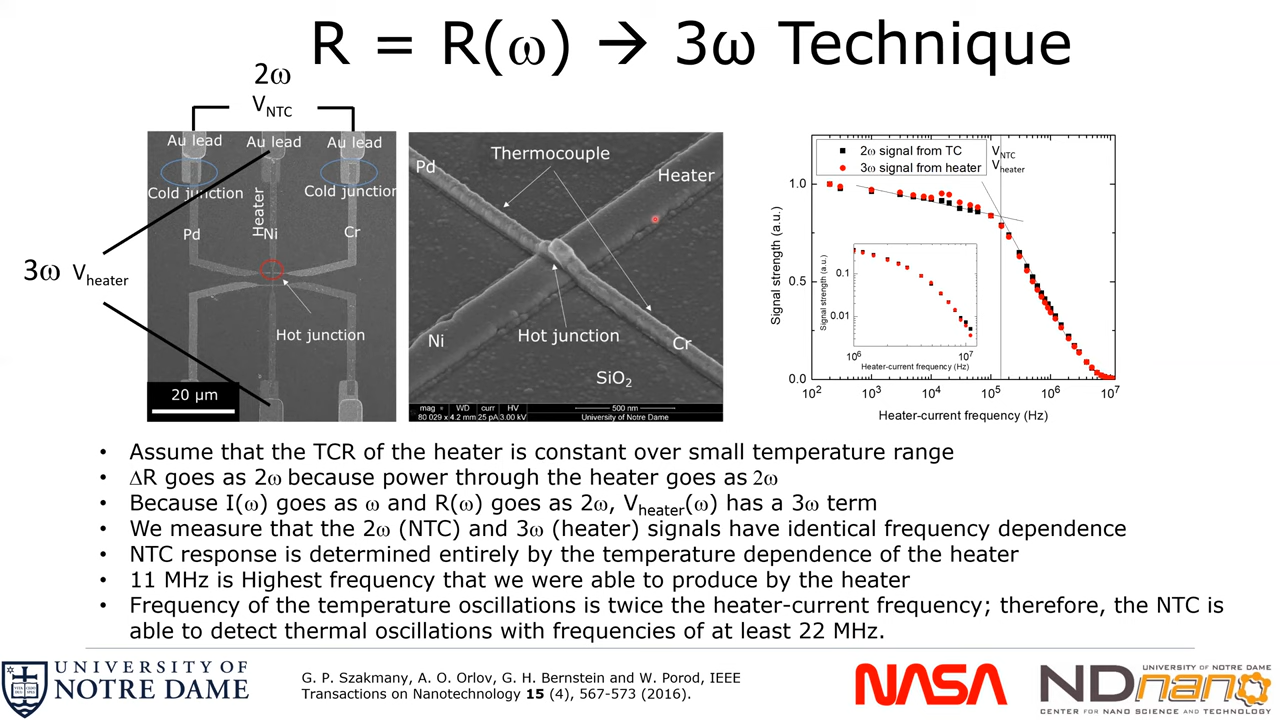 R = R(ω) → 3ω Technique
2ω
V_NTC
Au lead
Au lead
Au lead
Cold junction
Cold junction
Heater
Pd
Ni
Cr
3ω V_heater
Hot junction
20 µm
Pd
Thermocouple
Heater
Ni
Hot junction
Cr
SiO₂
mag WD curr HV
80 029 x 4.2 mm 25 pA 3.00 kV
500 nm
University of Notre Dame
2ω signal from TC V_NTC
3ω signal from heater V_heater
Signal strength (a.u.)
1.0
0.5
0.0
10² 10³ 10⁴ 10⁵ 10⁶ 10⁷
Heater-current frequency (Hz)
Signal strength (a.u.)
0.1
0.01
10⁶ 10⁷
Heater-current frequency (Hz)
• Assume that the TCR of the heater is constant over small temperature range
• ΔR goes as 2ω because power through the heater goes as 2ω
• Because I(ω) goes as ω and R(ω) goes as 2ω, V_heater(ω) has a 3ω term
• We measure that the 2ω (NTC) and 3ω (heater) signals have identical frequency dependence
• NTC response is determined entirely by the temperature dependence of the heater
• 11 MHz is Highest frequency that we were able to produce by the heater
• Frequency of the temperature oscillations is twice the heater-current frequency; therefore, the NTC is
able to detect thermal oscillations with frequencies of at least 22 MHz.
UNIVERSITY OF
NOTRE DAME
G. P. Szakmany, A. O. Orlov, G. H. Bernstein and W. Porod, IEEE
Transactions on Nanotechnology 15 (4), 567-573 (2016).
NASA
UNIVERSITY OF NOTRE DAME
NDnano
CENTER FOR NANO SCIENCE AND TECHNOLOGY